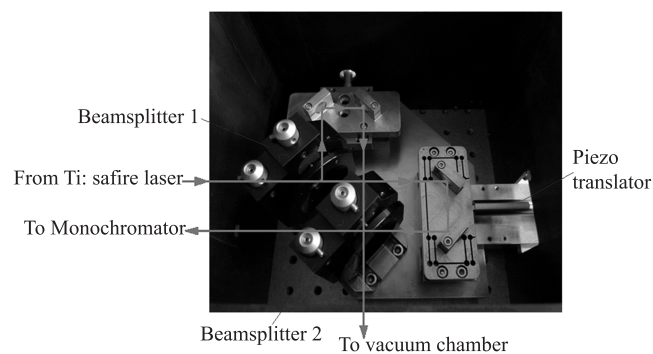 Beamsplitter 1
From Ti: safire laser
Piezo
translator
To Monochromator
Beamsplitter 2
To vacuum chamber